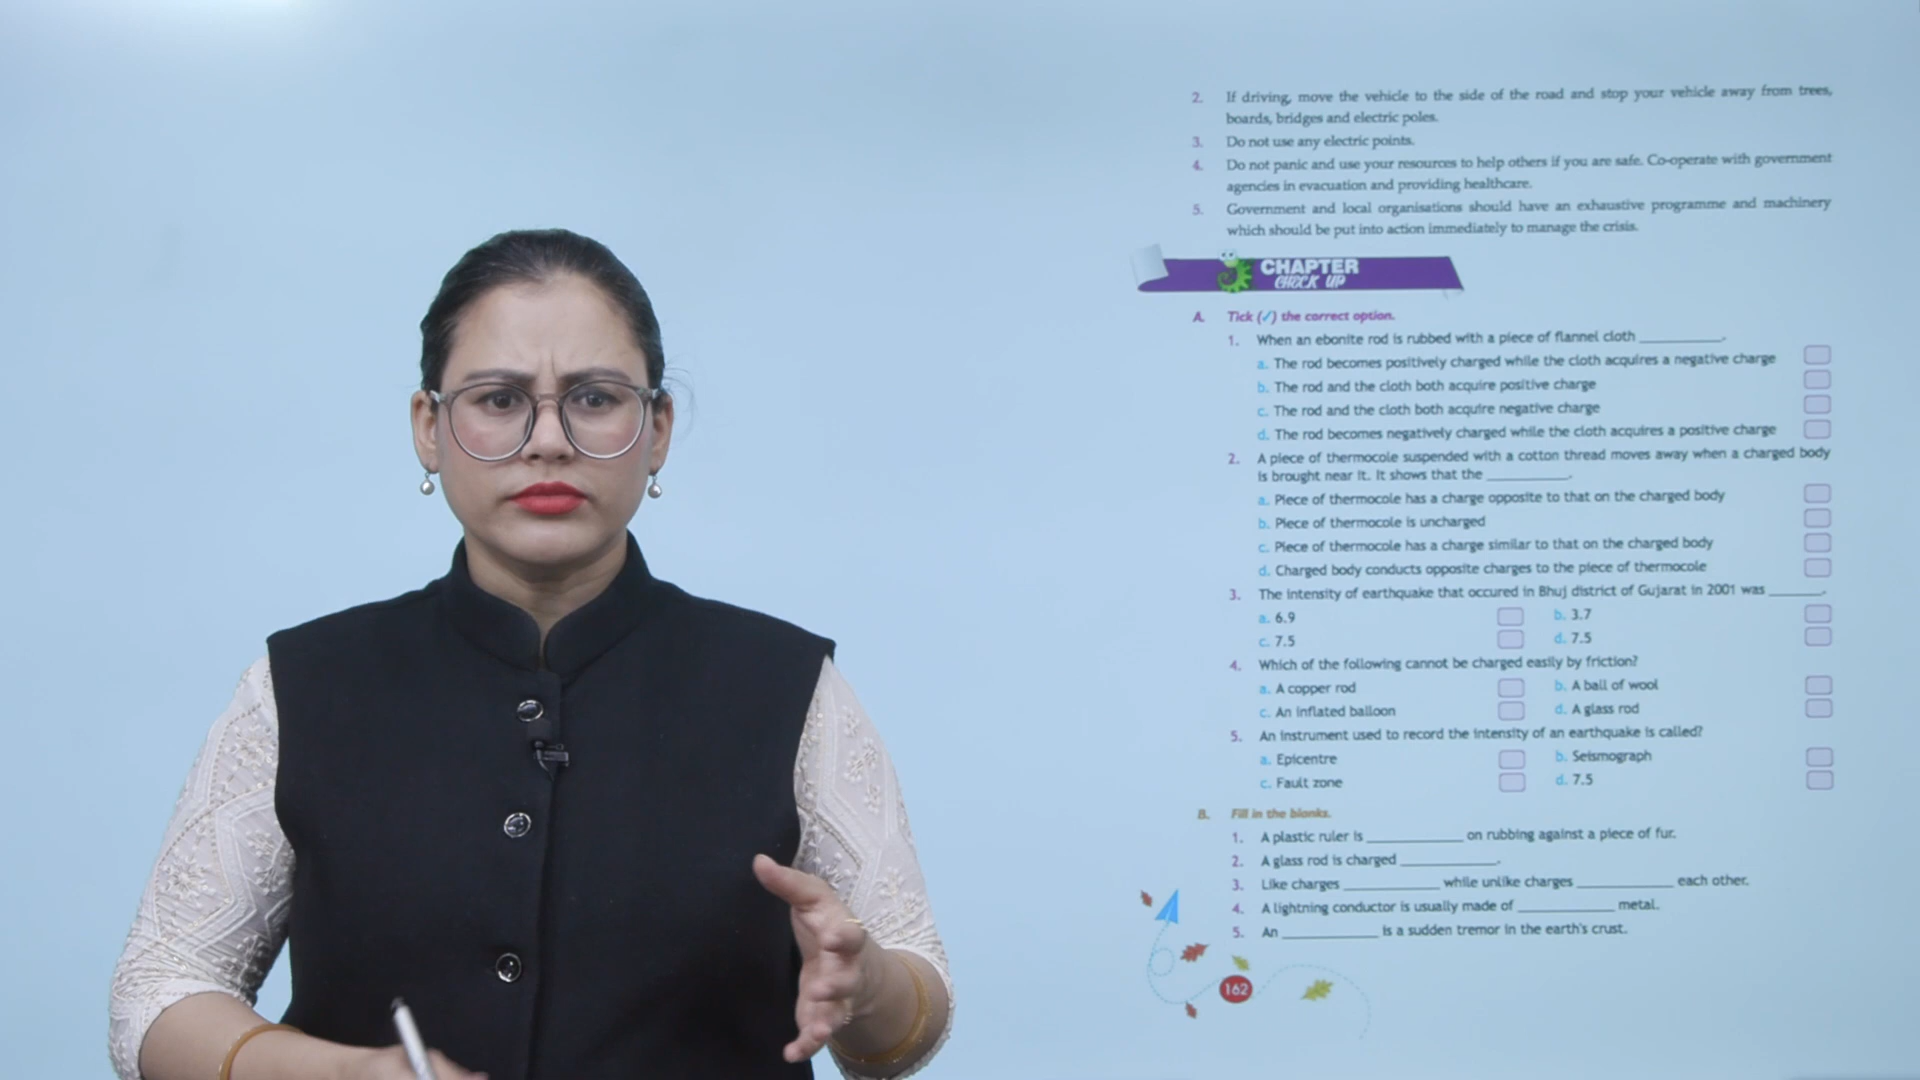 2. If driving, move the vehicle to the side of the road and stop your vehicle away from trees,
boards, bridges and electric poles.
3. Do not use any electric points.
4. Do not panic and use your resources to help others if you are safe. Co-operate with government
agencies in evacuation and providing healthcare.
5. Government and local organisations should have an exhaustive programme and machinery
which should be put into action immediately to manage the crisis.
CHAPTER
CHECK UP
A. Tick (✓) the correct option.
1. When an ebonite rod is rubbed with a piece of flannel cloth ____________.
a. The rod becomes positively charged while the cloth acquires a negative charge
b. The rod and the cloth both acquire positive charge
c. The rod and the cloth both acquire negative charge
d. The rod becomes negatively charged while the cloth acquires a positive charge
2. A piece of thermocole suspended with a cotton thread moves away when a charged body
is brought near it. It shows that the ____________.
a. Piece of thermocole has a charge opposite to that on the charged body
b. Piece of thermocole is uncharged
c. Piece of thermocole has a charge similar to that on the charged body
d. Charged body conducts opposite charges to the piece of thermocole
3. The intensity of earthquake that occured in Bhuj district of Gujarat in 2001 was ________.
a. 6.9 b. 3.7
c. 7.5 d. 7.5
4. Which of the following cannot be charged easily by friction?
a. A copper rod b. A ball of wool
c. An inflated balloon d. A glass rod
5. An instrument used to record the intensity of an earthquake is called?
a. Epicentre b. Seismograph
c. Fault zone d. 7.5
B. Fill in the blanks.
1. A plastic ruler is ______________ on rubbing against a piece of fur.
2. A glass rod is charged ______________.
3. Like charges ______________ while unlike charges ______________ each other.
4. A lightning conductor is usually made of ______________ metal.
5. An ______________ is a sudden tremor in the earth's crust.
162